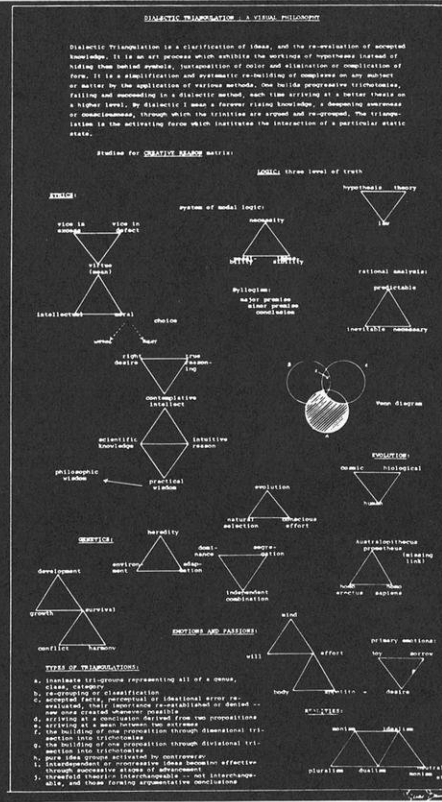 DIALECTIC TRIANGULATION : A VISUAL PHILOSOPHY
Dialectic Triangulation is a clarification of ideas, and the re-evaluation of accepted
knowledge. It is an art process which exhibits the workings of hypotheses instead of
hiding them behind symbols, juxtaposition of color and elimination or complication of
form. It is a simplification and systematic re-building of complexes on any subject
or matter by the application of various methods. One builds progressive trichotomies,
failing and succeeding in a dialectic method, each time arriving at a better thesis on
a higher level. By dialectic I mean a forever rising knowledge, a deepening awareness
or consciousness, through which the trinities are argued and re-grouped. The triangu-
lation is the activating force which institutes the interaction of a particular static
state.
Studies for CREATIVE REASON matrix:
LOGIC: three level of truth
hypothesis theory
law
ETHICS:
vice in vice in
excess defect
virtue
(mean)
intellectual moral
choice
right true
desire reason-
ing
contemplative
intellect
scientific intuitive
knowledge reason
philosophic
wisdom
practical
wisdom
system of modal logic:
necessity
bility sibility
Syllogism:
major premise
minor premise
conclusion
rational analysis:
predictable
inevitable necessary
B
A
Venn diagram
EVOLUTION:
cosmic biological
human
evolution
natural conscious
selection effort
Australopithecus
prometheus
(missing
link)
homo homo
erectus sapiens
GENETICS:
heredity
environ- adap-
ment tation
domi- segre-
nance gation
independent
combination
development
growth survival
conflict harmony
EMOTIONS AND PASSIONS:
mind
will effort
body
primary emotions:
joy sorrow
desire
REALITIES:
monism idealism
pluralism dualism neutral
monism
TYPES OF TRIANGULATIONS:
a. inanimate tri-groups representing all of a genus,
class, category
b. re-grouping or classification
c. accepted facts, perceptual or ideational error re-
evaluated, their importance re-established or denied --
new ones created whenever possible
d. arriving at a conclusion derived from two propositions
e. arriving at a mean between two extremes
f. the building of one proposition through dimensional tri-
section into trichotomies
g. the building of one proposition through divisional tri-
section into trichotomies
h. pure idea groups activated by controversy
i. interdependent or progressive ideas becoming effective
through successive stages of advancement
j. threefold theories interchangeable -- not interchange-
able, and those forming argumentative conclusions